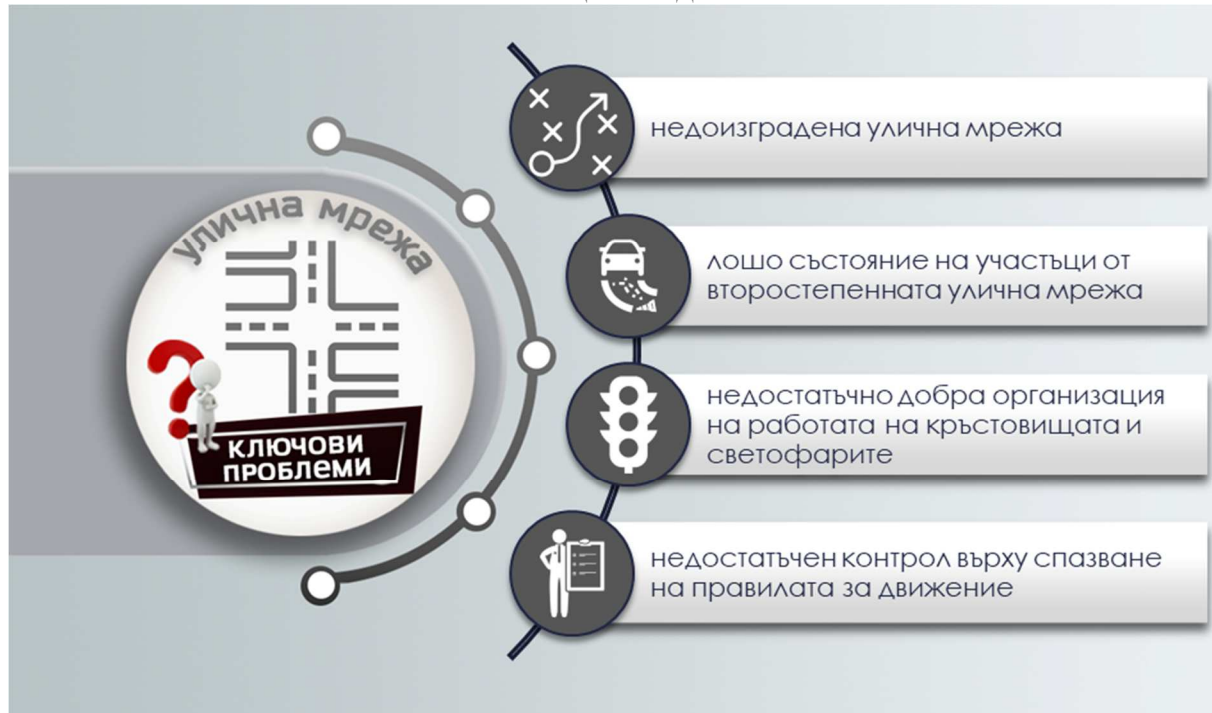 улична мрежа
ключови
проблеми
недоизградена улична мрежа
лошо състояние на участъци от
второстепенната улична мрежа
недостатъчно добра организация
на работата на кръстовищата и
светофарите
недостатъчен контрол върху спазване
на правилата за движение